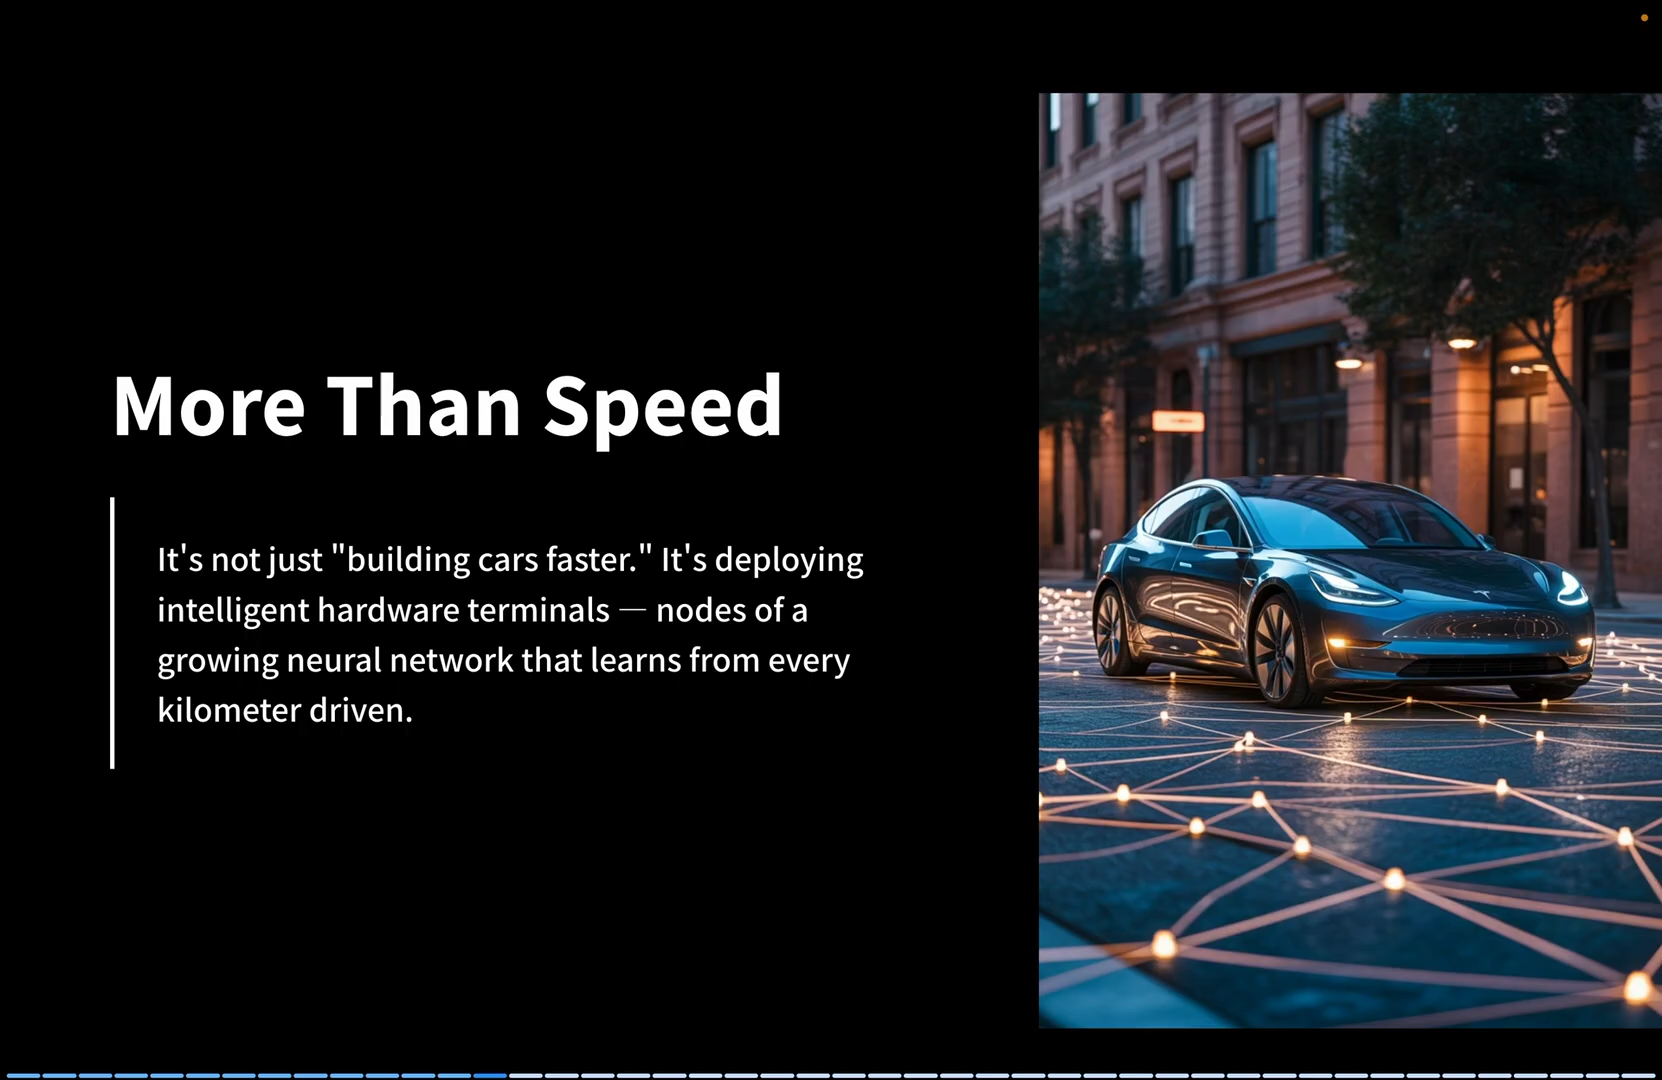 More Than Speed
It's not just "building cars faster." It's deploying
intelligent hardware terminals — nodes of a
growing neural network that learns from every
kilometer driven.